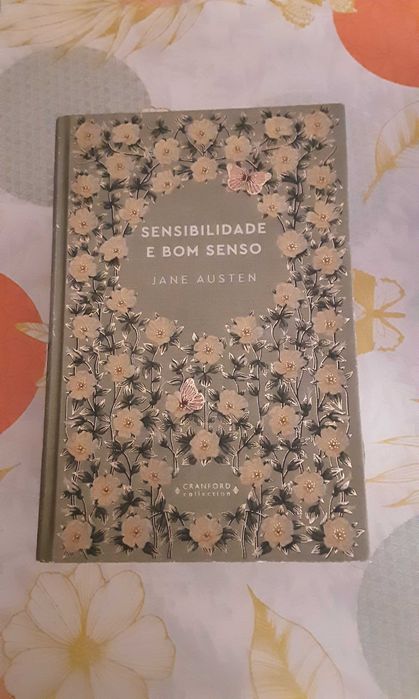 SENSIBILIDADE
E BOM SENSO
JANE AUSTEN
CRANFORD
collection